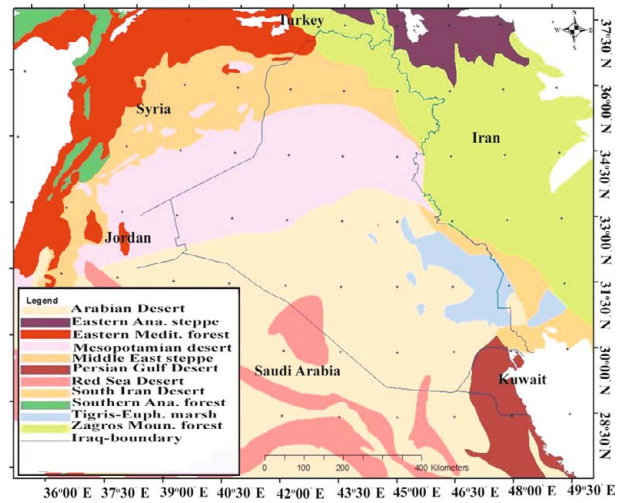 Turkey
Syria
Iran
Jordan
Saudi Arabia
Kuwait
37°30 N
36°00 N
34°30 N
33°00 N
31°30 N
30°00 N
28°30 N
Legend
Arabian Desert
Eastern Ana. steppe
Eastern Medit. forest
Mesopotamian desert
Middle East steppe
Persian Gulf Desert
Red Sea Desert
South Iran Desert
Southern Ana. forest
Tigris-Euph. marsh
Zagros Moun. forest
Iraq-boundary
0 100 200 400 Kilometers
36°00 E 37°30 E 39°00 E 40°30 E 42°00 E 43°30 E 45°00 E 46°30 E 48°00 E 49°30' E